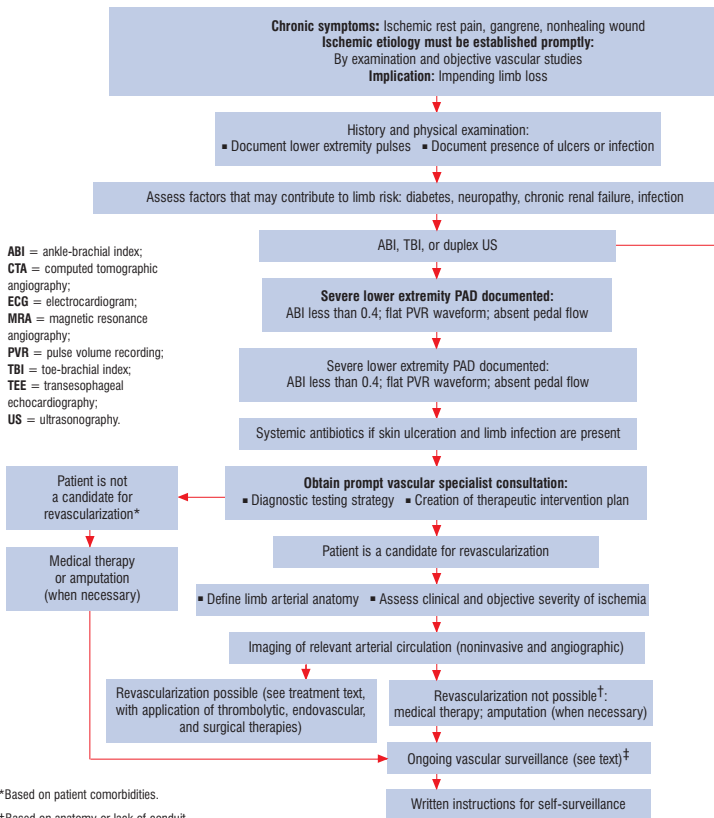 Chronic symptoms: Ischemic rest pain, gangrene, nonhealing wound
Ischemic etiology must be established promptly:
By examination and objective vascular studies
Implication: Impending limb loss
History and physical examination:
▪ Document lower extremity pulses ▪ Document presence of ulcers or infection
Assess factors that may contribute to limb risk: diabetes, neuropathy, chronic renal failure, infection
ABI, TBI, or duplex US
ABI = ankle-brachial index;
CTA = computed tomographic
angiography;
ECG = electrocardiogram;
MRA = magnetic resonance
angiography;
PVR = pulse volume recording;
TBI = toe-brachial index;
TEE = transesophageal
echocardiography;
US = ultrasonography.
Severe lower extremity PAD documented:
ABI less than 0.4; flat PVR waveform; absent pedal flow
Severe lower extremity PAD documented:
ABI less than 0.4; flat PVR waveform; absent pedal flow
Systemic antibiotics if skin ulceration and limb infection are present
Obtain prompt vascular specialist consultation:
▪ Diagnostic testing strategy ▪ Creation of therapeutic intervention plan
Patient is not
a candidate for
revascularization*
Medical therapy
or amputation
(when necessary)
Patient is a candidate for revascularization
▪ Define limb arterial anatomy ▪ Assess clinical and objective severity of ischemia
Imaging of relevant arterial circulation (noninvasive and angiographic)
Revascularization possible (see treatment text,
with application of thrombolytic, endovascular,
and surgical therapies)
Revascularization not possible†:
medical therapy; amputation (when necessary)
Ongoing vascular surveillance (see text)‡
Written instructions for self-surveillance
*Based on patient comorbidities.
†Based on anatomy or lack of conduit